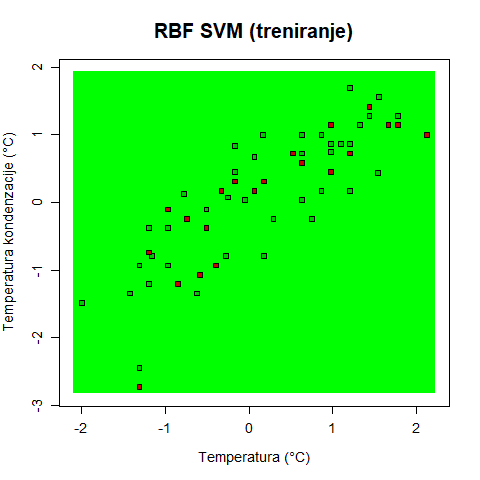 RBF SVM (treniranje)
2
1
0
-1
-2
-3
Temperatura kondenzacije (°C)
-2 -1 0 1 2
Temperatura (°C)